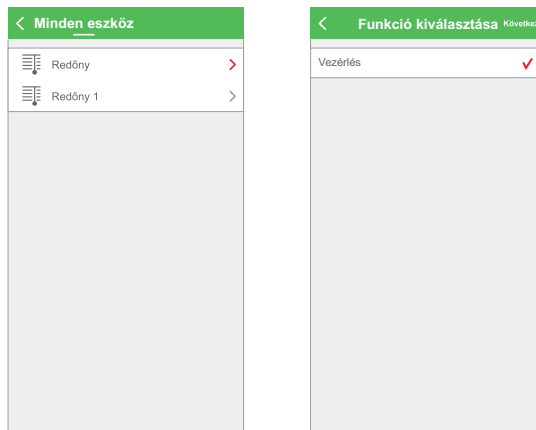 Minden eszköz
Redőny
Redőny 1
Funkció kiválasztása
Vezérlés